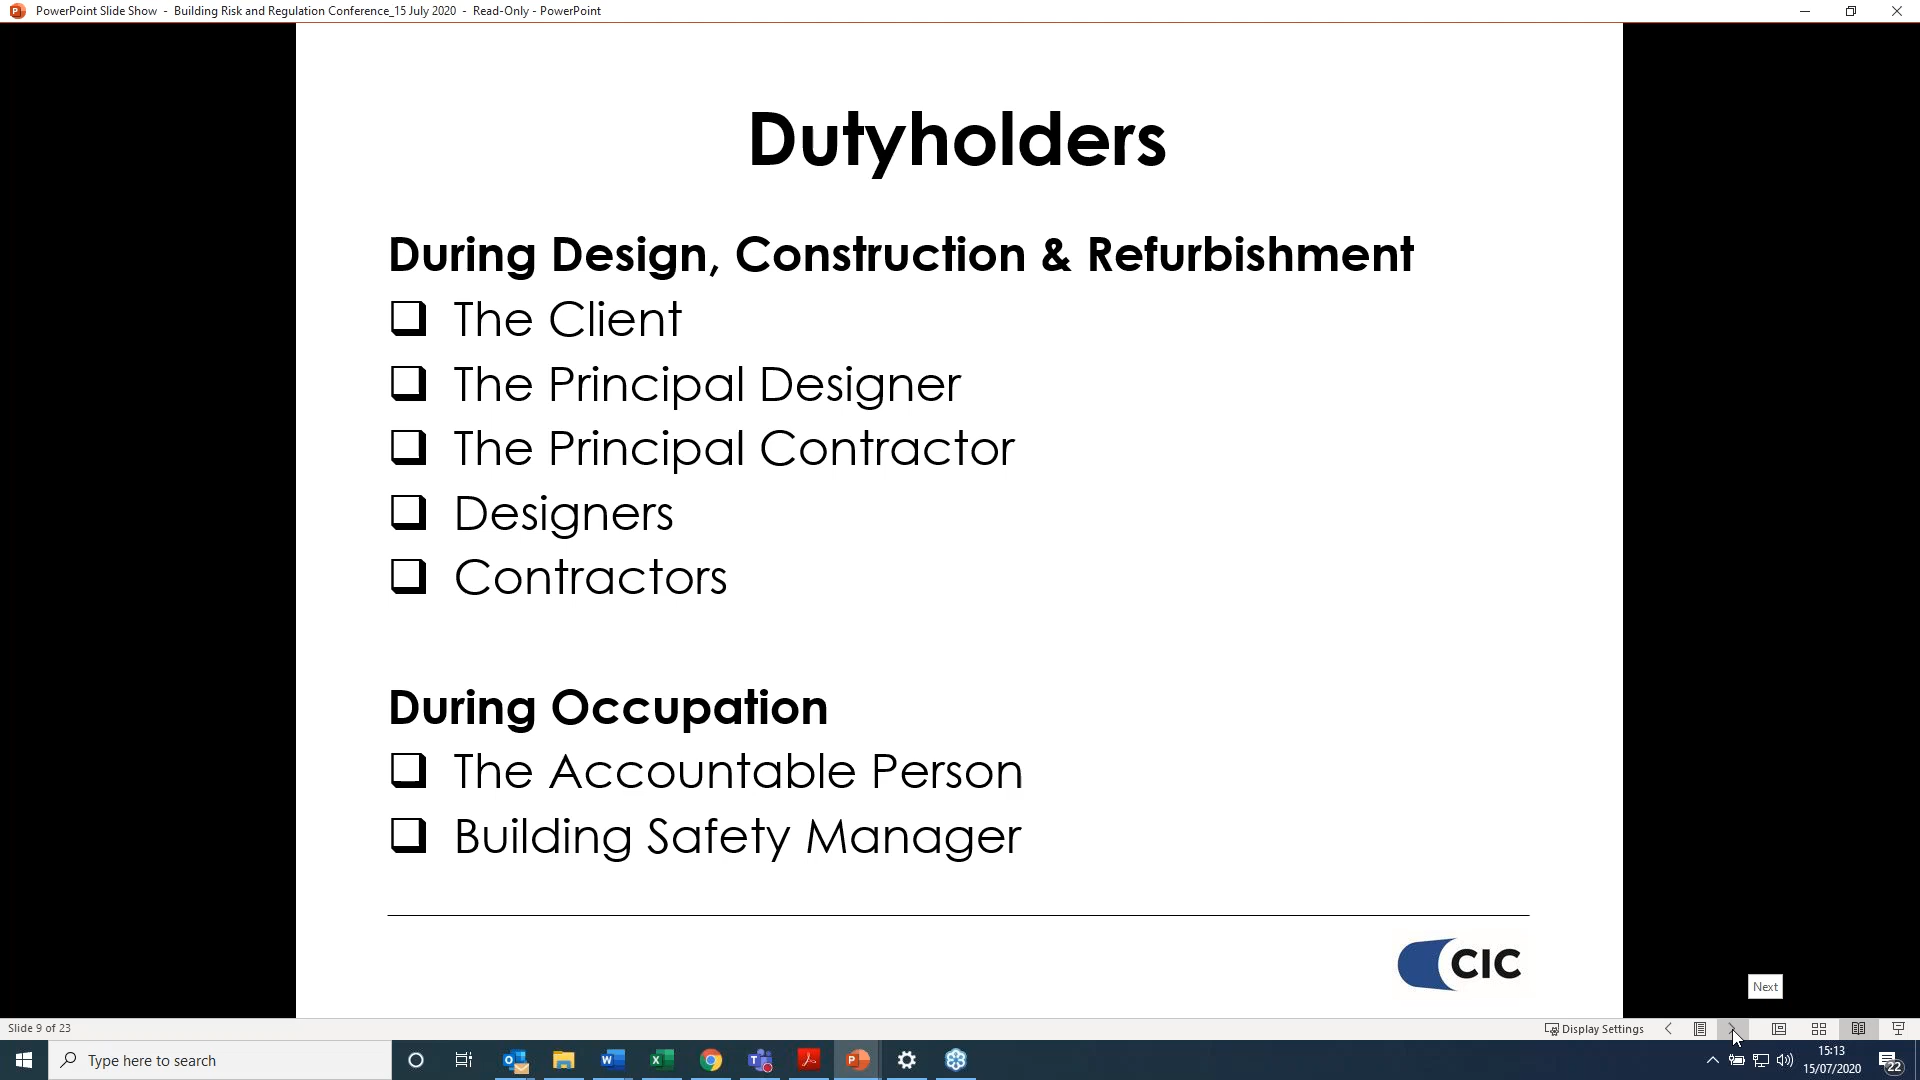 PowerPoint Slide Show - Building Risk and Regulation Conference_15 July 2020 - Read-Only - PowerPoint
Dutyholders
During Design, Construction & Refurbishment
The Client
The Principal Designer
The Principal Contractor
Designers
Contractors
During Occupation
The Accountable Person
Building Safety Manager
CIC
Next
Slide 9 of 23
Display Settings
Type here to search
15:13
15/07/2020
22